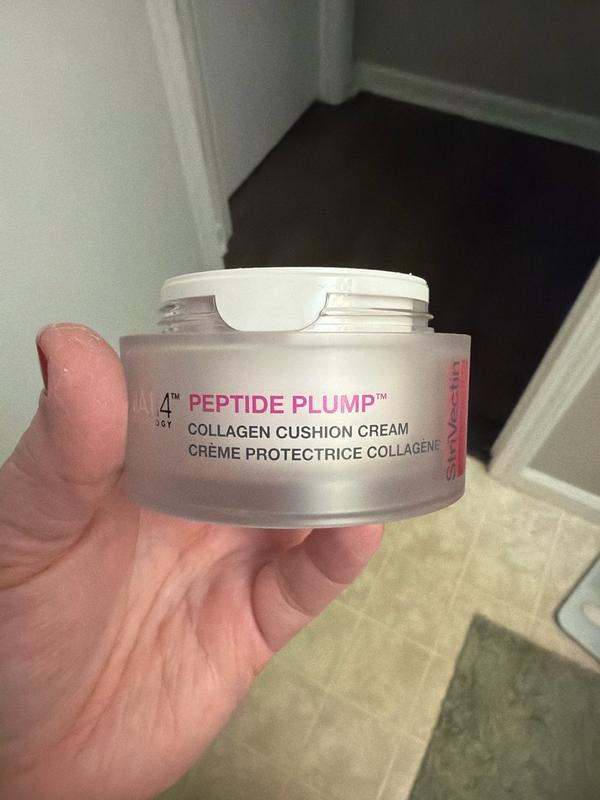 PEPTIDE PLUMP™
COLLAGEN CUSHION CREAM
CRÈME PROTECTRICE COLLAGÈNE
StriVectin